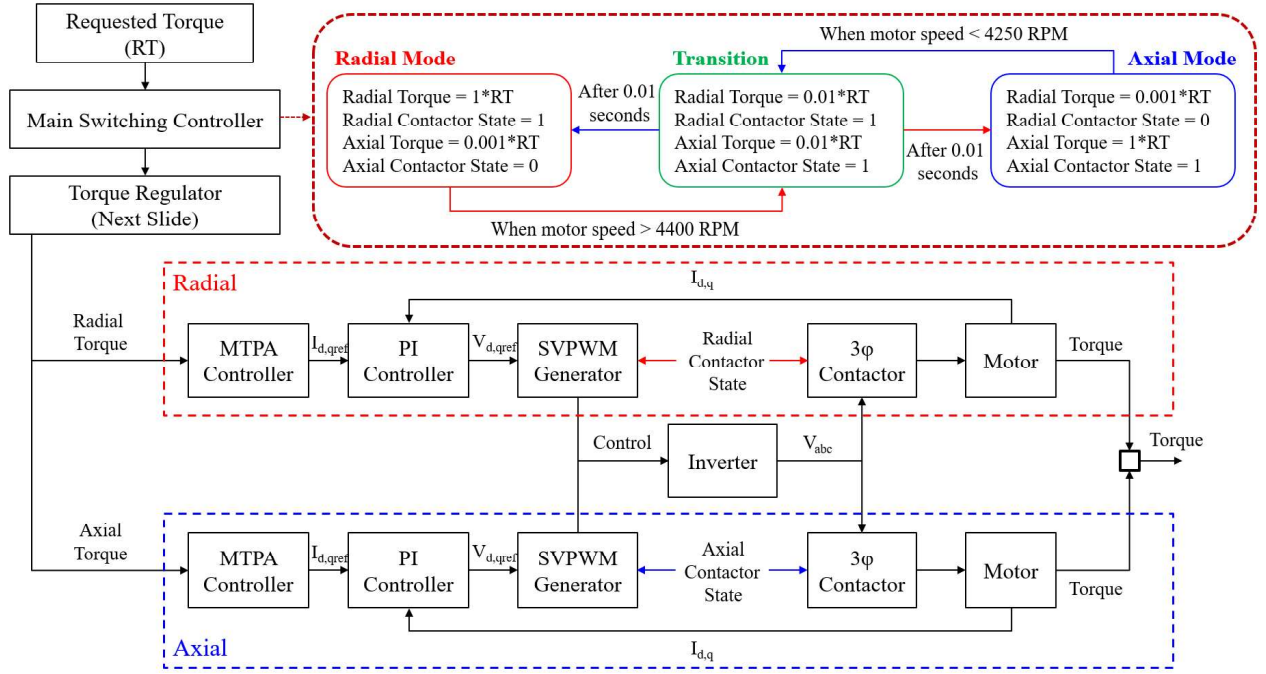 Requested Torque
(RT)
Main Switching Controller
Torque Regulator
(Next Slide)
When motor speed < 4250 RPM
Radial Mode
Transition
Axial Mode
Radial Torque = 1*RT
Radial Contactor State = 1
Axial Torque = 0.001*RT
Axial Contactor State = 0
After 0.01
seconds
Radial Torque = 0.01*RT
Radial Contactor State = 1
Axial Torque = 0.01*RT
Axial Contactor State = 1
After 0.01
seconds
Radial Torque = 0.001*RT
Radial Contactor State = 0
Axial Torque = 1*RT
Axial Contactor State = 1
When motor speed > 4400 RPM
Radial
I_d,q
Radial
Torque
MTPA
Controller
I_d,qref
PI
Controller
V_d,qref
SVPWM
Generator
Radial
Contactor
State
3φ
Contactor
Motor
Torque
Control
Inverter
V_abc
Torque
Axial
Torque
MTPA
Controller
I_d,qref
PI
Controller
V_d,qref
SVPWM
Generator
Axial
Contactor
State
3φ
Contactor
Motor
Torque
I_d,q
Axial